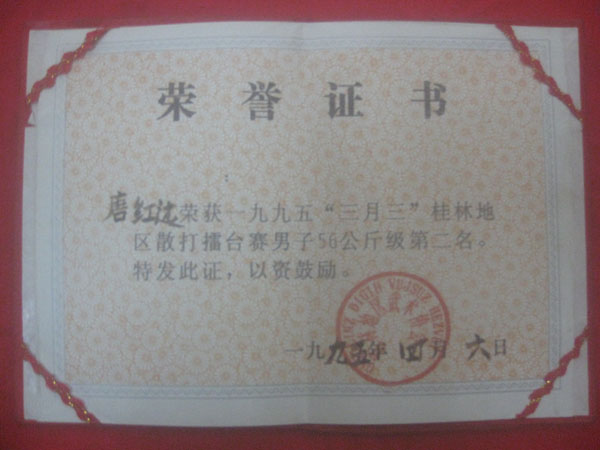 荣誉证书
唐红 荣获一九九五“三月三”桂林地
区散打擂台赛男子56公斤级第二名。
特发此证，以资鼓励。
一九九五年四月六日